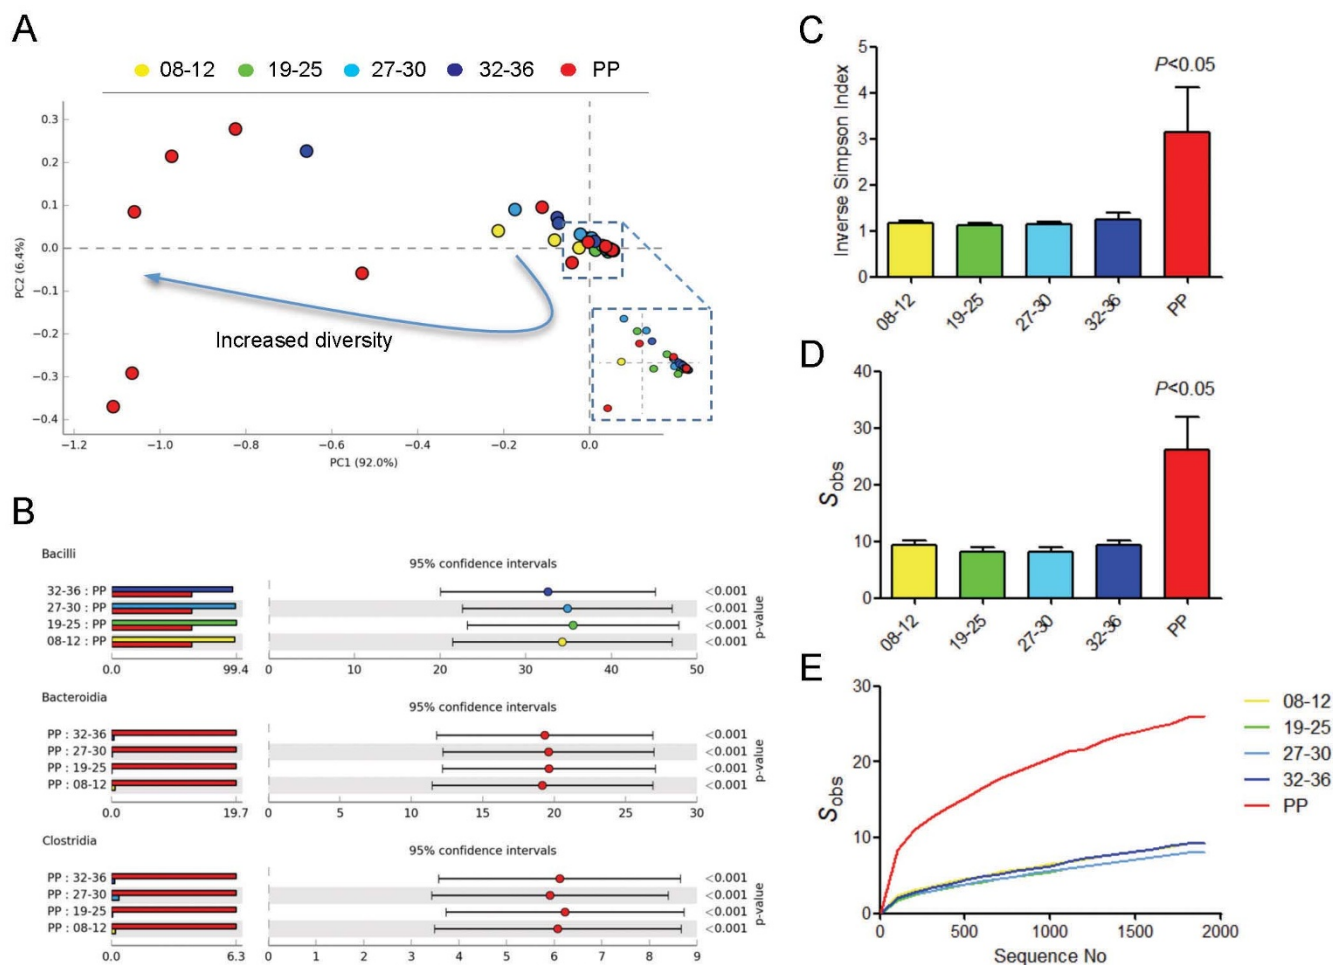 A
08-12 19-25 27-30 32-36 PP
0.3
0.2
0.1
0.0
−0.1
−0.2
−0.3
−0.4
PC2 (6.4%)
Increased diversity
−1.2 −1.0 −0.8 −0.6 −0.4 −0.2 0.0
PC1 (92.0%)
B
Bacilli
95% confidence intervals
32-36 : PP <0.001
27-30 : PP <0.001
19-25 : PP <0.001
08-12 : PP <0.001
p-value
0.0 99.4 0 10 20 30 40 50
Bacteroidia
95% confidence intervals
PP : 32-36 <0.001
PP : 27-30 <0.001
PP : 19-25 <0.001
PP : 08-12 <0.001
p-value
0.0 19.7 0 5 10 15 20 25 30
Clostridia
95% confidence intervals
PP : 32-36 <0.001
PP : 27-30 <0.001
PP : 19-25 <0.001
PP : 08-12 <0.001
p-value
0.0 6.3 0 1 2 3 4 5 6 7 8 9
C
Inverse Simpson Index
5
4
3
2
1
0
P<0.05
08-12 19-25 27-30 32-36 PP
D
Sobs
40
30
20
10
0
P<0.05
08-12 19-25 27-30 32-36 PP
E
Sobs
30
20
10
0
0 500 1000 1500 2000
Sequence No
08-12
19-25
27-30
32-36
PP